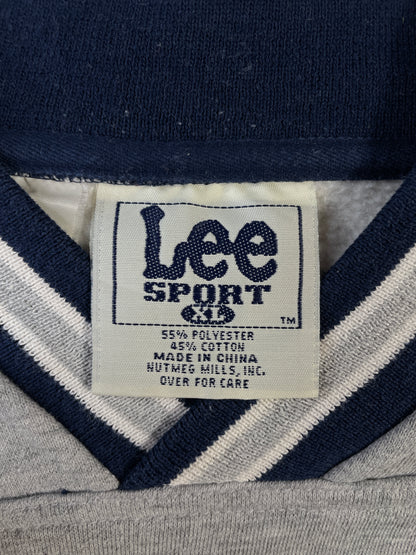 Lee
SPORT
XL
TM
55% POLYESTER
45% COTTON
MADE IN CHINA
NUTMEG MILLS, INC.
OVER FOR CARE